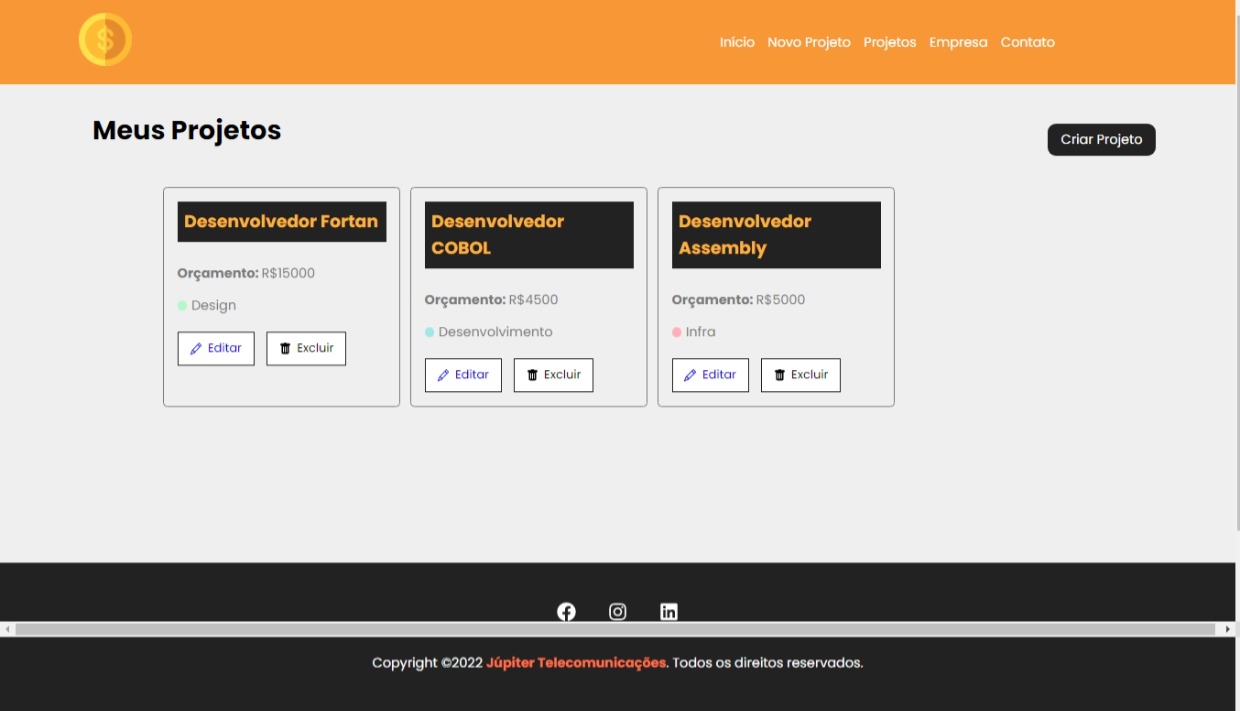 $
Início Novo Projeto Projetos Empresa Contato
Meus Projetos
Criar Projeto
Desenvolvedor Fortan
Orçamento: R$15000
Design
Editar Excluir
Desenvolvedor
COBOL
Orçamento: R$4500
Desenvolvimento
Editar Excluir
Desenvolvedor
Assembly
Orçamento: R$5000
Infra
Editar Excluir
Copyright ©2022 Júpiter Telecomunicações. Todos os direitos reservados.